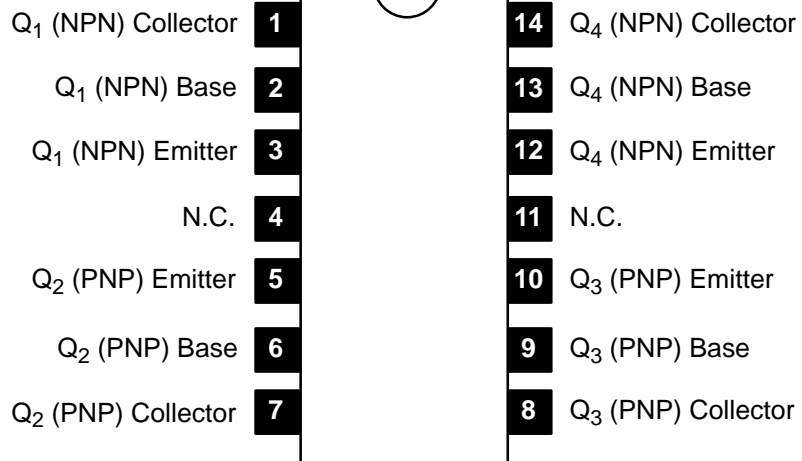 Q1 (NPN) Collector 1 14 Q4 (NPN) Collector
Q1 (NPN) Base 2 13 Q4 (NPN) Base
Q1 (NPN) Emitter 3 12 Q4 (NPN) Emitter
N.C. 4 11 N.C.
Q2 (PNP) Emitter 5 10 Q3 (PNP) Emitter
Q2 (PNP) Base 6 9 Q3 (PNP) Base
Q2 (PNP) Collector 7 8 Q3 (PNP) Collector